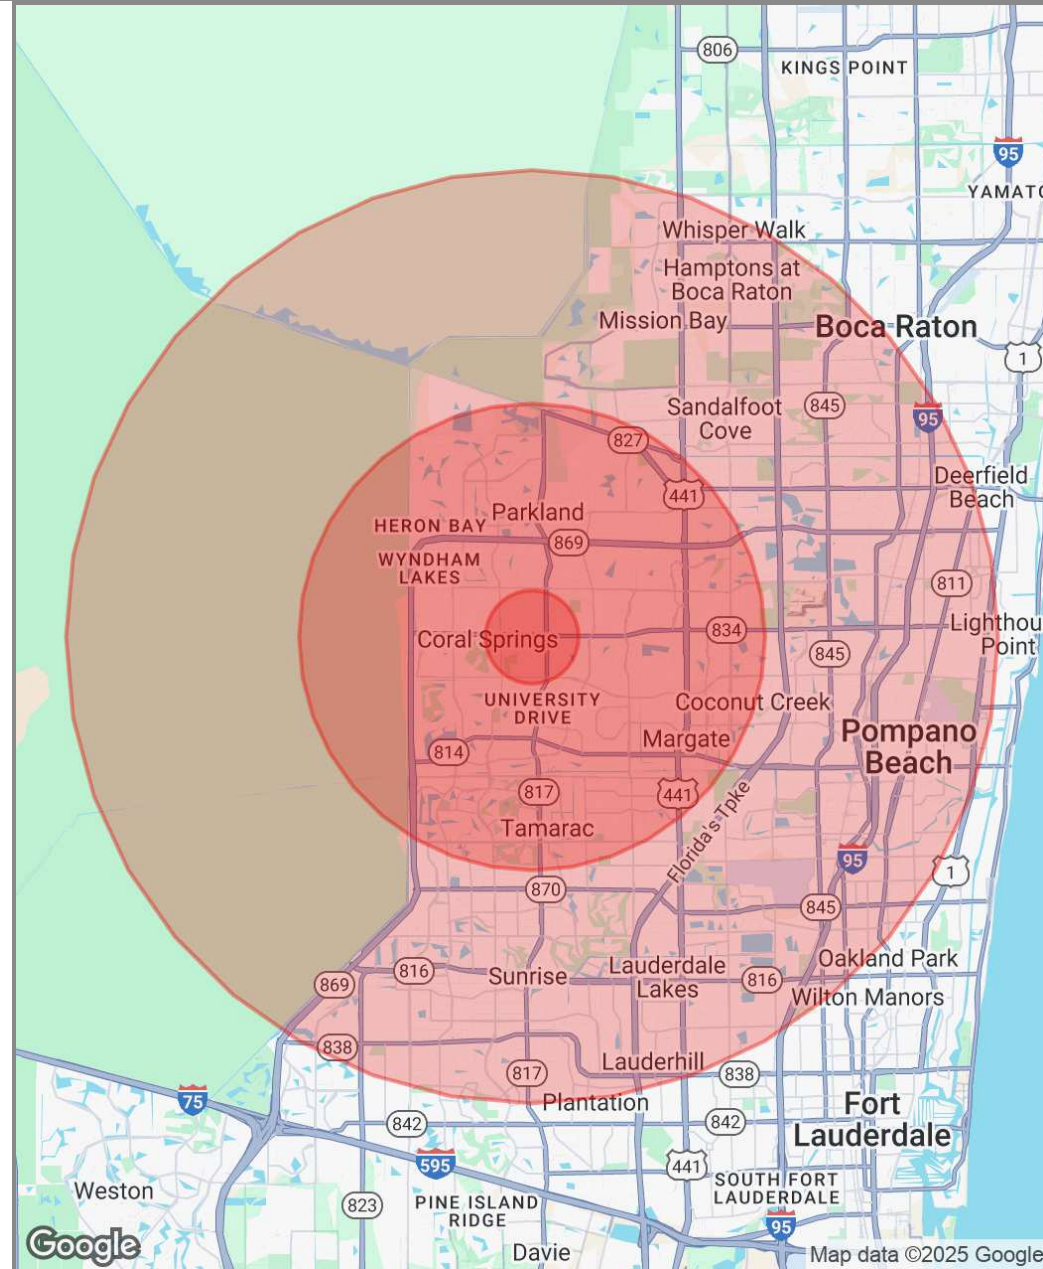 806
KINGS POINT
95
YAMATO
Whisper Walk
Hamptons at
Boca Raton
Mission Bay
Boca Raton
1
Sandalfoot
Cove
845
95
827
441
Deerfield
Beach
Parkland
HERON BAY
869
WYNDHAM
LAKES
811
Coral Springs
834
Lighthou
Point
845
UNIVERSITY
DRIVE
Coconut Creek
Pompano
Beach
Margate
814
817
441
Florida's Tpke
Tamarac
95
1
870
845
816
Sunrise
Lauderdale
Lakes
816
Oakland Park
869
Wilton Manors
838
Lauderhill
817
838
75
Plantation
842
842
Fort
Lauderdale
595
441
Weston
823
PINE ISLAND
RIDGE
SOUTH FORT
LAUDERDALE
95
Google
Davie
Map data ©2025 Google